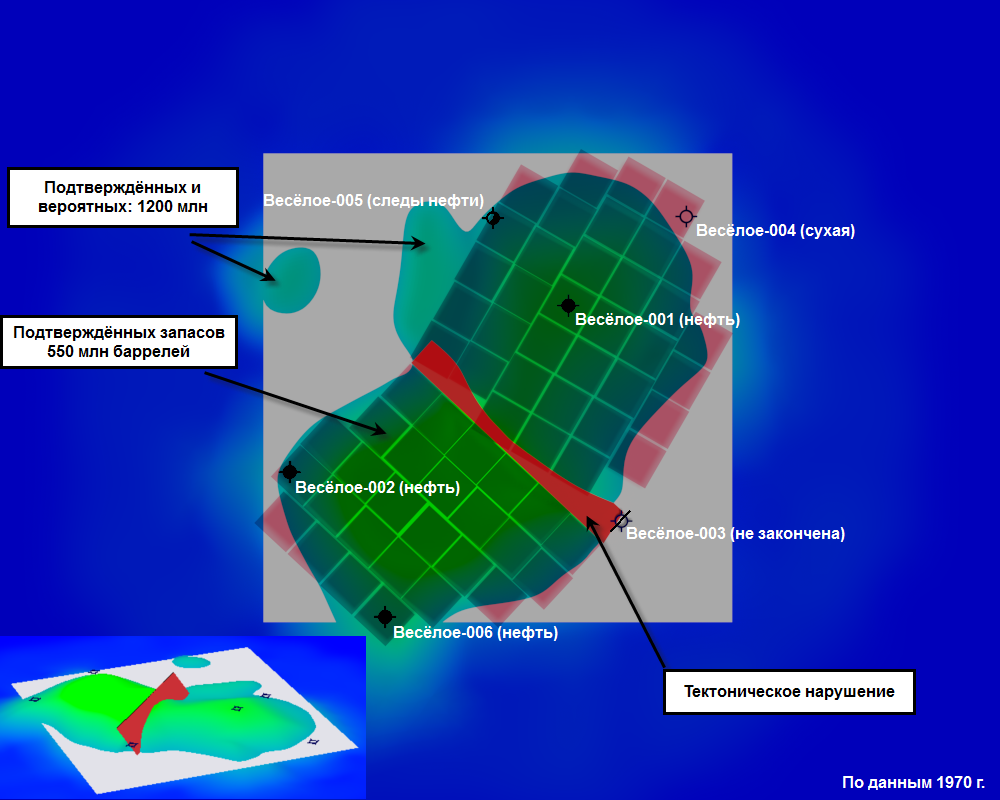 Подтверждённых и
вероятных: 1200 млн
Весёлое-005 (следы нефти)
Весёлое-004 (сухая)
Весёлое-001 (нефть)
Подтверждённых запасов
550 млн баррелей
Весёлое-002 (нефть)
Весёлое-003 (не закончена)
Весёлое-006 (нефть)
Тектоническое нарушение
По данным 1970 г.